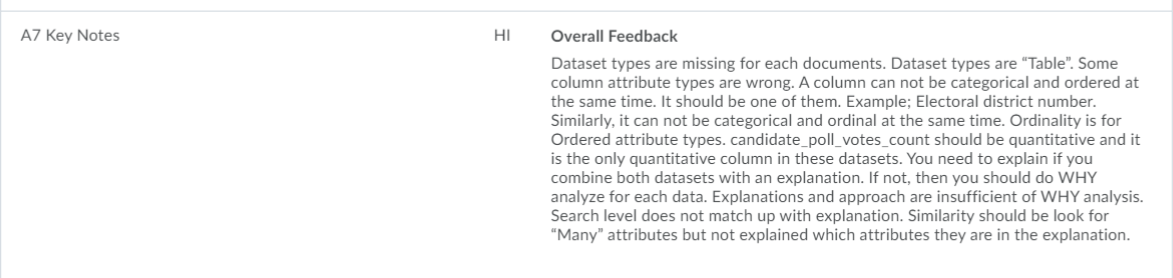 A7 Key Notes
HI
Overall Feedback
Dataset types are missing for each documents. Dataset types are “Table”. Some
column attribute types are wrong. A column can not be categorical and ordered at
the same time. It should be one of them. Example; Electoral district number.
Similarly, it can not be categorical and ordinal at the same time. Ordinality is for
Ordered attribute types. candidate_poll_votes_count should be quantitative and it
is the only quantitative column in these datasets. You need to explain if you
combine both datasets with an explanation. If not, then you should do WHY
analyze for each data. Explanations and approach are insufficient of WHY analysis.
Search level does not match up with explanation. Similarity should be look for
“Many” attributes but not explained which attributes they are in the explanation.